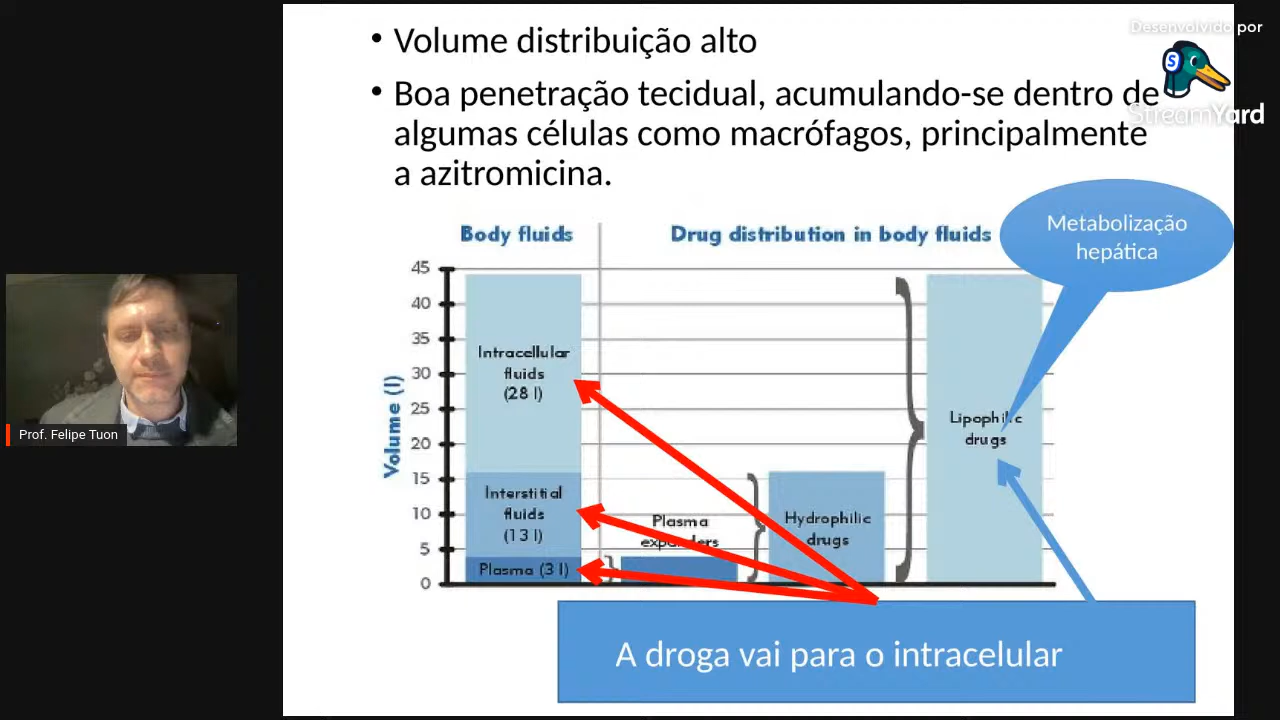 Desenvolvido por
StreamYard
• Volume distribuição alto
• Boa penetração tecidual, acumulando-se dentro de
algumas células como macrófagos, principalmente
a azitromicina.
Metabolização
hepática
Body fluids
Drug distribution in body fluids
Volume (l)
45
40
35
30
25
20
15
10
5
0
Intracellular
fluids
(28 l)
Interstitial
fluids
(13 l)
Plasma (3 l)
Plasma
expanders
Hydrophilic
drugs
Lipophilic
drugs
Prof. Felipe Tuon
A droga vai para o intracelular